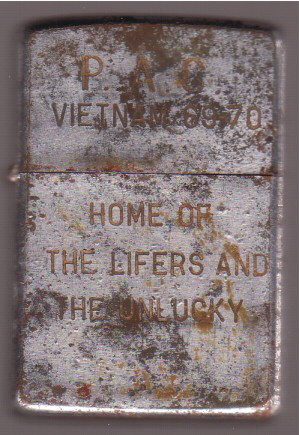 P. A. C
VIETNAM 69-70
HOME OF
THE LIFERS AND
THE UNLUCKY